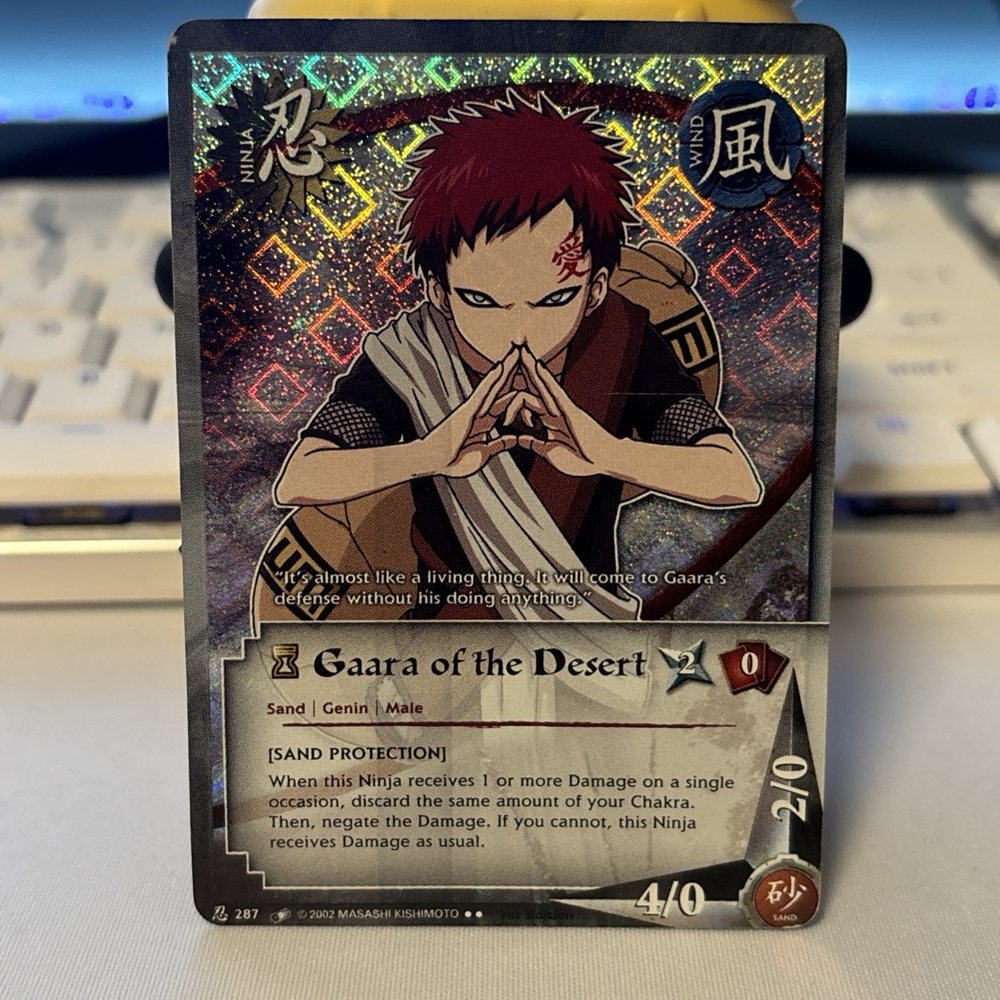 NINJA
忍
WIND
風
愛
"It's almost like a living thing. It will come to Gaara's
defense without his doing anything."
Gaara of the Desert 2 0
Sand | Genin | Male
[SAND PROTECTION]
When this Ninja receives 1 or more Damage on a single
occasion, discard the same amount of your Chakra.
Then, negate the Damage. If you cannot, this Ninja
receives Damage as usual.
2/0
4/0
砂
SAND
忍 287 © 2002 MASASHI KISHIMOTO ●● 1st Edition